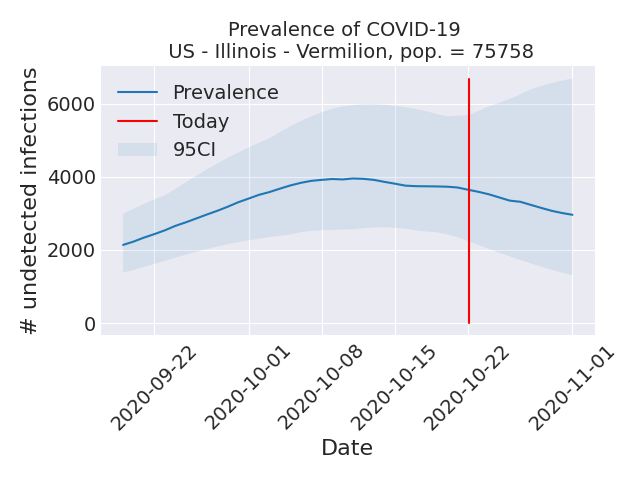 Prevalence of COVID-19
US - Illinois - Vermilion, pop. = 75758
Prevalence
Today
95CI
# undetected infections
6000
4000
2000
0
2020-09-22
2020-10-01
2020-10-08
2020-10-15
2020-10-22
2020-11-01
Date